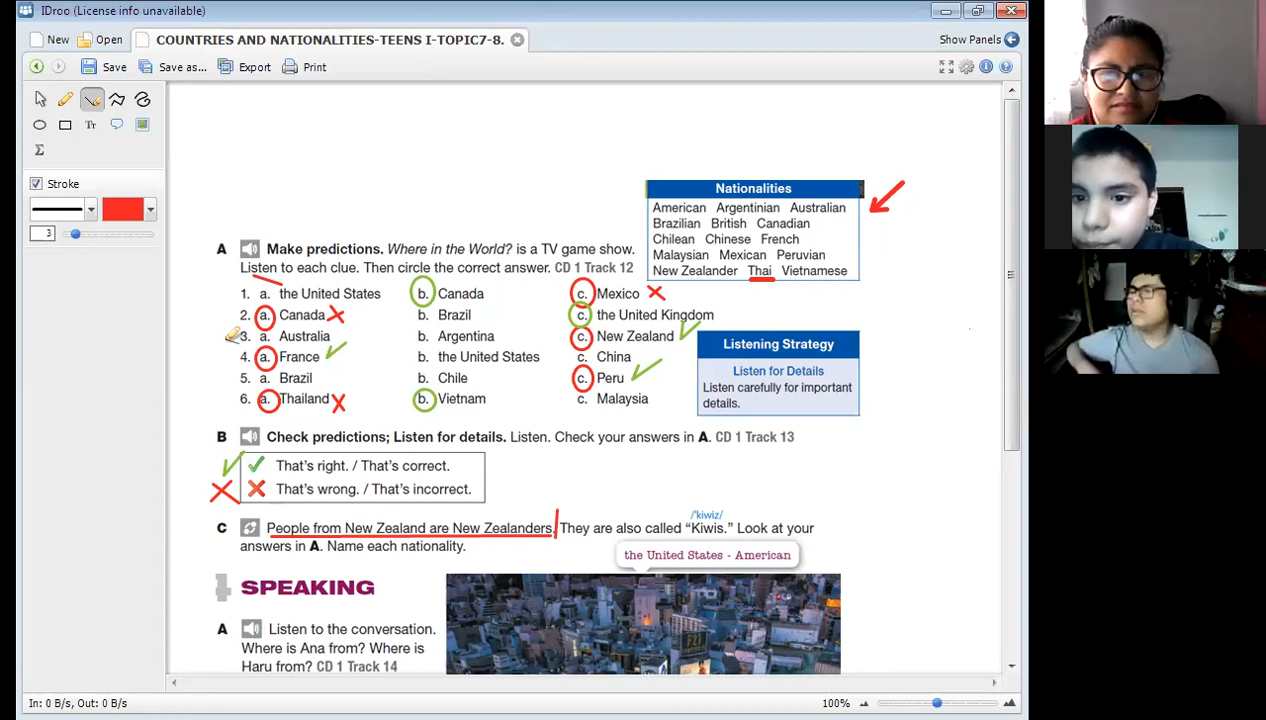 IDroo (License info unavailable)
New Open COUNTRIES AND NATIONALITIES-TEENS I-TOPIC7-8. Show Panels
Save Save as... Export Print
Tr
Σ
Stroke
3
Nationalities
American Argentinian Australian
Brazilian British Canadian
Chilean Chinese French
Malaysian Mexican Peruvian
New Zealander Thai Vietnamese
A Make predictions. Where in the World? is a TV game show.
Listen to each clue. Then circle the correct answer. CD 1 Track 12
1. a. the United States b. Canada c. Mexico
2. a. Canada b. Brazil c. the United Kingdom
3. a. Australia b. Argentina c. New Zealand
4. a. France b. the United States c. China
5. a. Brazil b. Chile c. Peru
6. a. Thailand b. Vietnam c. Malaysia
Listening Strategy
Listen for Details
Listen carefully for important
details.
B Check predictions; Listen for details. Listen. Check your answers in A. CD 1 Track 13
That's right. / That's correct.
That's wrong. / That's incorrect.
/'kiwiz/
C People from New Zealand are New Zealanders. They are also called “Kiwis.” Look at your
answers in A. Name each nationality.
the United States - American
SPEAKING
A Listen to the conversation.
Where is Ana from? Where is
Haru from? CD 1 Track 14
F21
In: 0 B/s, Out: 0 B/s 100%